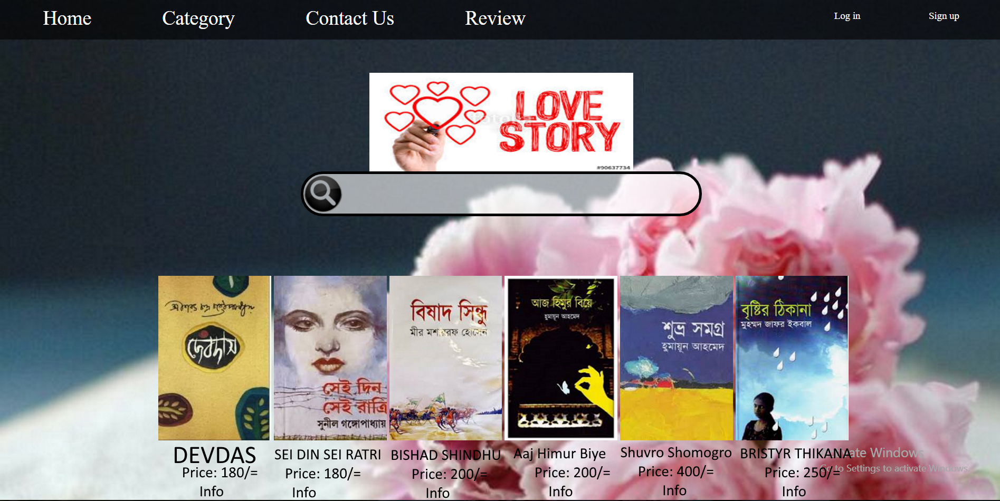 Home Category Contact Us Review Log in Sign up
LOVE
STORY
#90637734
শ্রীশরৎ চন্দ্র চট্টোপাধ্যায়
দেবদাস
সেই দিন
সেই রাত্রি
সুনীল গঙ্গোপাধ্যায়
বিষাদ সিন্ধু
মীর মশাররফ হোসেন
আজ হিমুর বিয়ে
হুমায়ূন আহমেদ
শুভ্র সমগ্র
হুমায়ূন আহমেদ
বৃষ্টির ঠিকানা
মুহম্মদ জাফর ইকবাল
DEVDAS
Price: 180/=
Info
SEI DIN SEI RATRI
Price: 180/=
Info
BISHAD SHINDHU
Price: 200/=
Info
Aaj Himur Biye
Price: 200/=
Info
Shuvro Shomogro
Price: 400/=
Info
BRISTYR THIKANA
Price: 250/=
Info
Windows
to Settings to activate Windows.